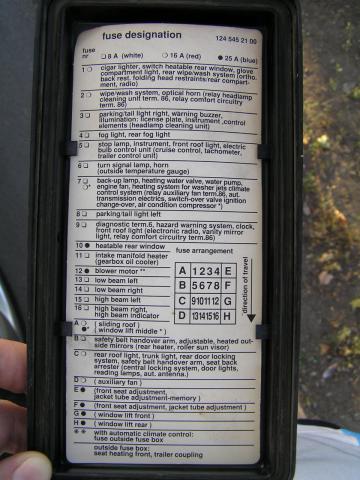 fuse designation 124 545 21 00
fuse
nr ❏ 8 A (white) ○ 16 A (red) ● 25 A (blue)
1 ○ cigar lighter, switch heatable rear window, glove
compartment light, rear wipe/wash system (ortho.
back rest, folding head restraints/rear compart-
ment, radio)
2 ○ wipe/wash system, optical horn (relay headlamp
cleaning unit term. 86, relay comfort circuitry
term. 86)
3 ❏ parking/tail light right, warning buzzer,
illumination: license plate, instrument, control
elements (headlamp cleaning unit)
4 ❏ fog light, rear fog light
5 ❏ stop lamp, instrument, front roof light, electric
bulb control unit (cruise control, tachometer,
trailer control unit)
6 ❏ turn signal lamp, horn
(outside temperature gauge)
7 ❏ back-up lamp, heating water valve, water pump,
○* engine fan, heating system for washer jets climate
control system (relay auxiliary fan term.86, aut.
transmission electrics, switch-over valve ignition
change-over, air condition compressor *)
8 ❏ parking/tail light left
9 ❏ diagnostic term.6, hazard warning system, clock,
front roof light (electronic radio, vanity mirror
light, relay comfort circuitry term.86)
10 ● heatable rear window
11 ❏ intake manifold heater
(gearbox oil cooler)
12 ● blower motor **
13 ❏ low beam left
14 ❏ low beam right
15 ❏ high beam left
16 ❏ high beam right,
high beam indicator
fuse arrangement
A 1 2 3 4 E
B 5 6 7 8 F
C 9 10 11 12 G
D 13 14 15 16 H
direction of travel
A ○ (sliding roof)
●* (window lift middle *)
B ❏ safety belt handover arm, adjustable, heated out-
side mirrors (rear heater, roller sun visor)
C ○ rear roof light, trunk light, rear door locking
system, safety belt handover arm, seat back
arrester (central locking system, door lights,
reading lamps, aut. antenna.)
D ○ (auxiliary fan)
E ● (front seat adjustment,
jacket tube adjustment-memory)
F ● (front seat adjustment, jacket tube adjustment)
G ● (window lift front)
H ● (window lift rear)
** with automatic climate control:
fuse outside fuse box
outside fuse box:
seat heating front, trailer coupling